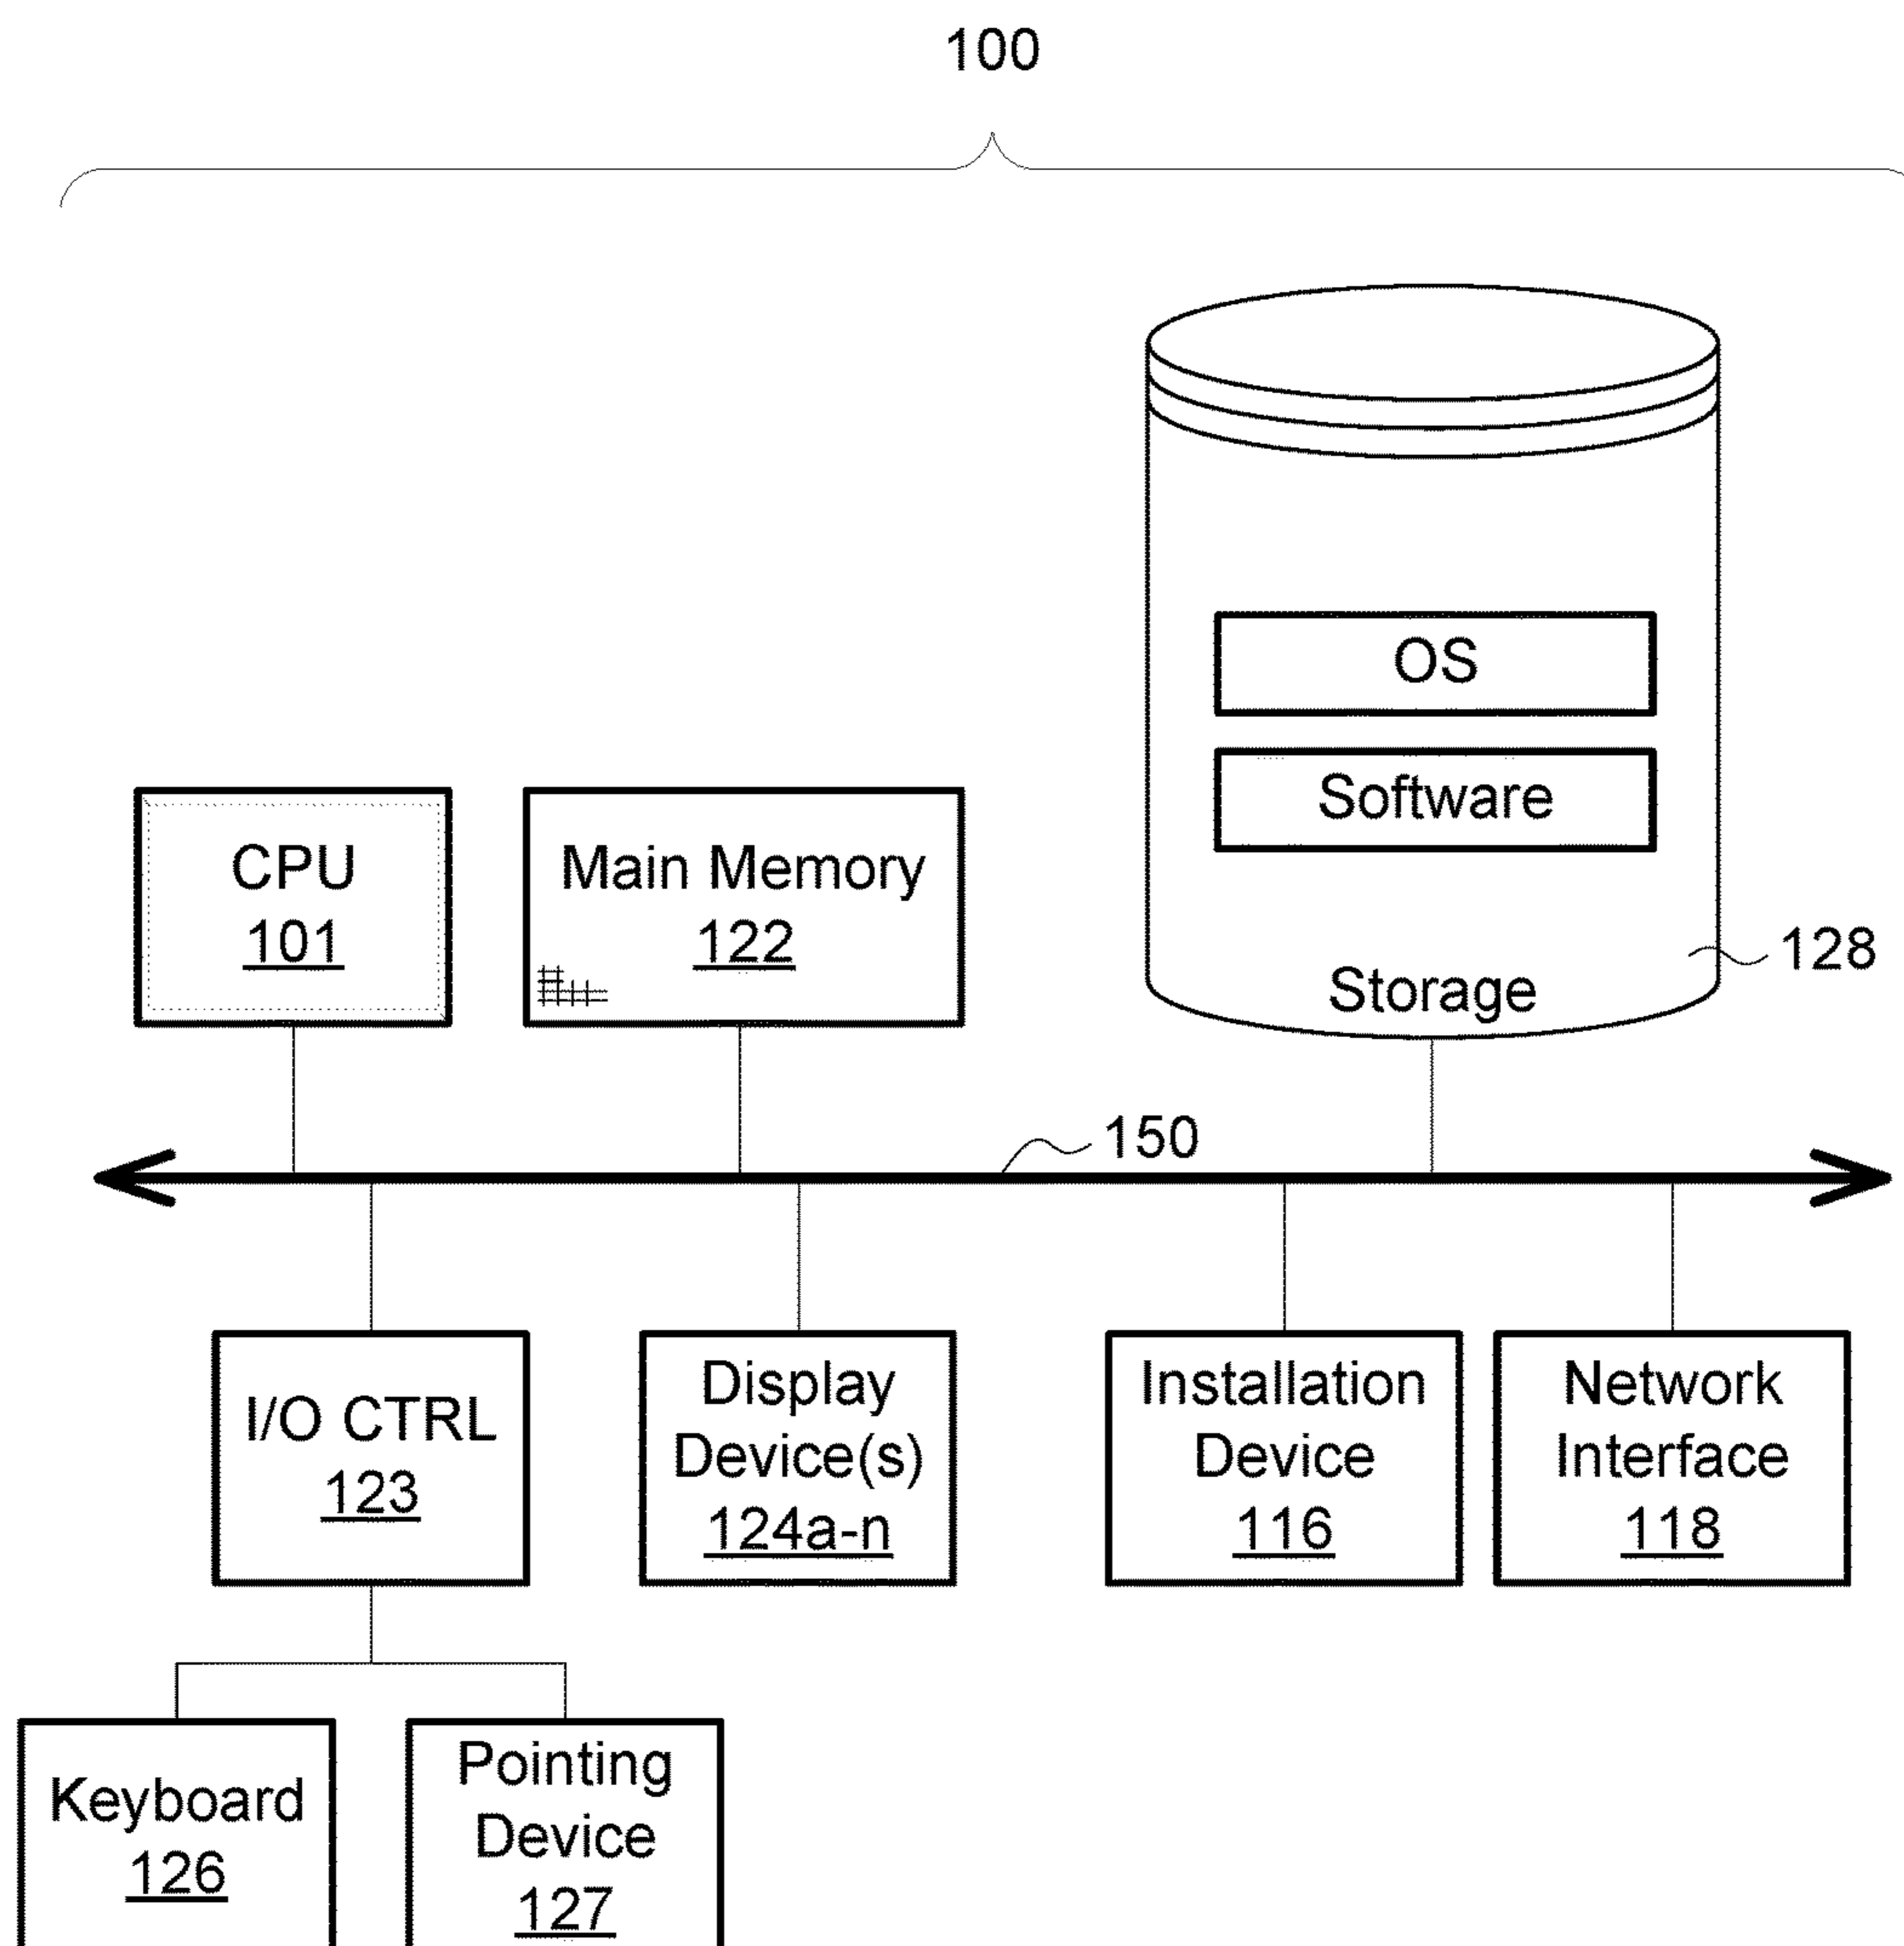 100
OS
Software
CPU
101
Main Memory
122
Storage
128
150
I/O CTRL
123
Display
Device(s)
124a-n
Installation
Device
116
Network
Interface
118
Keyboard
126
Pointing
Device
127